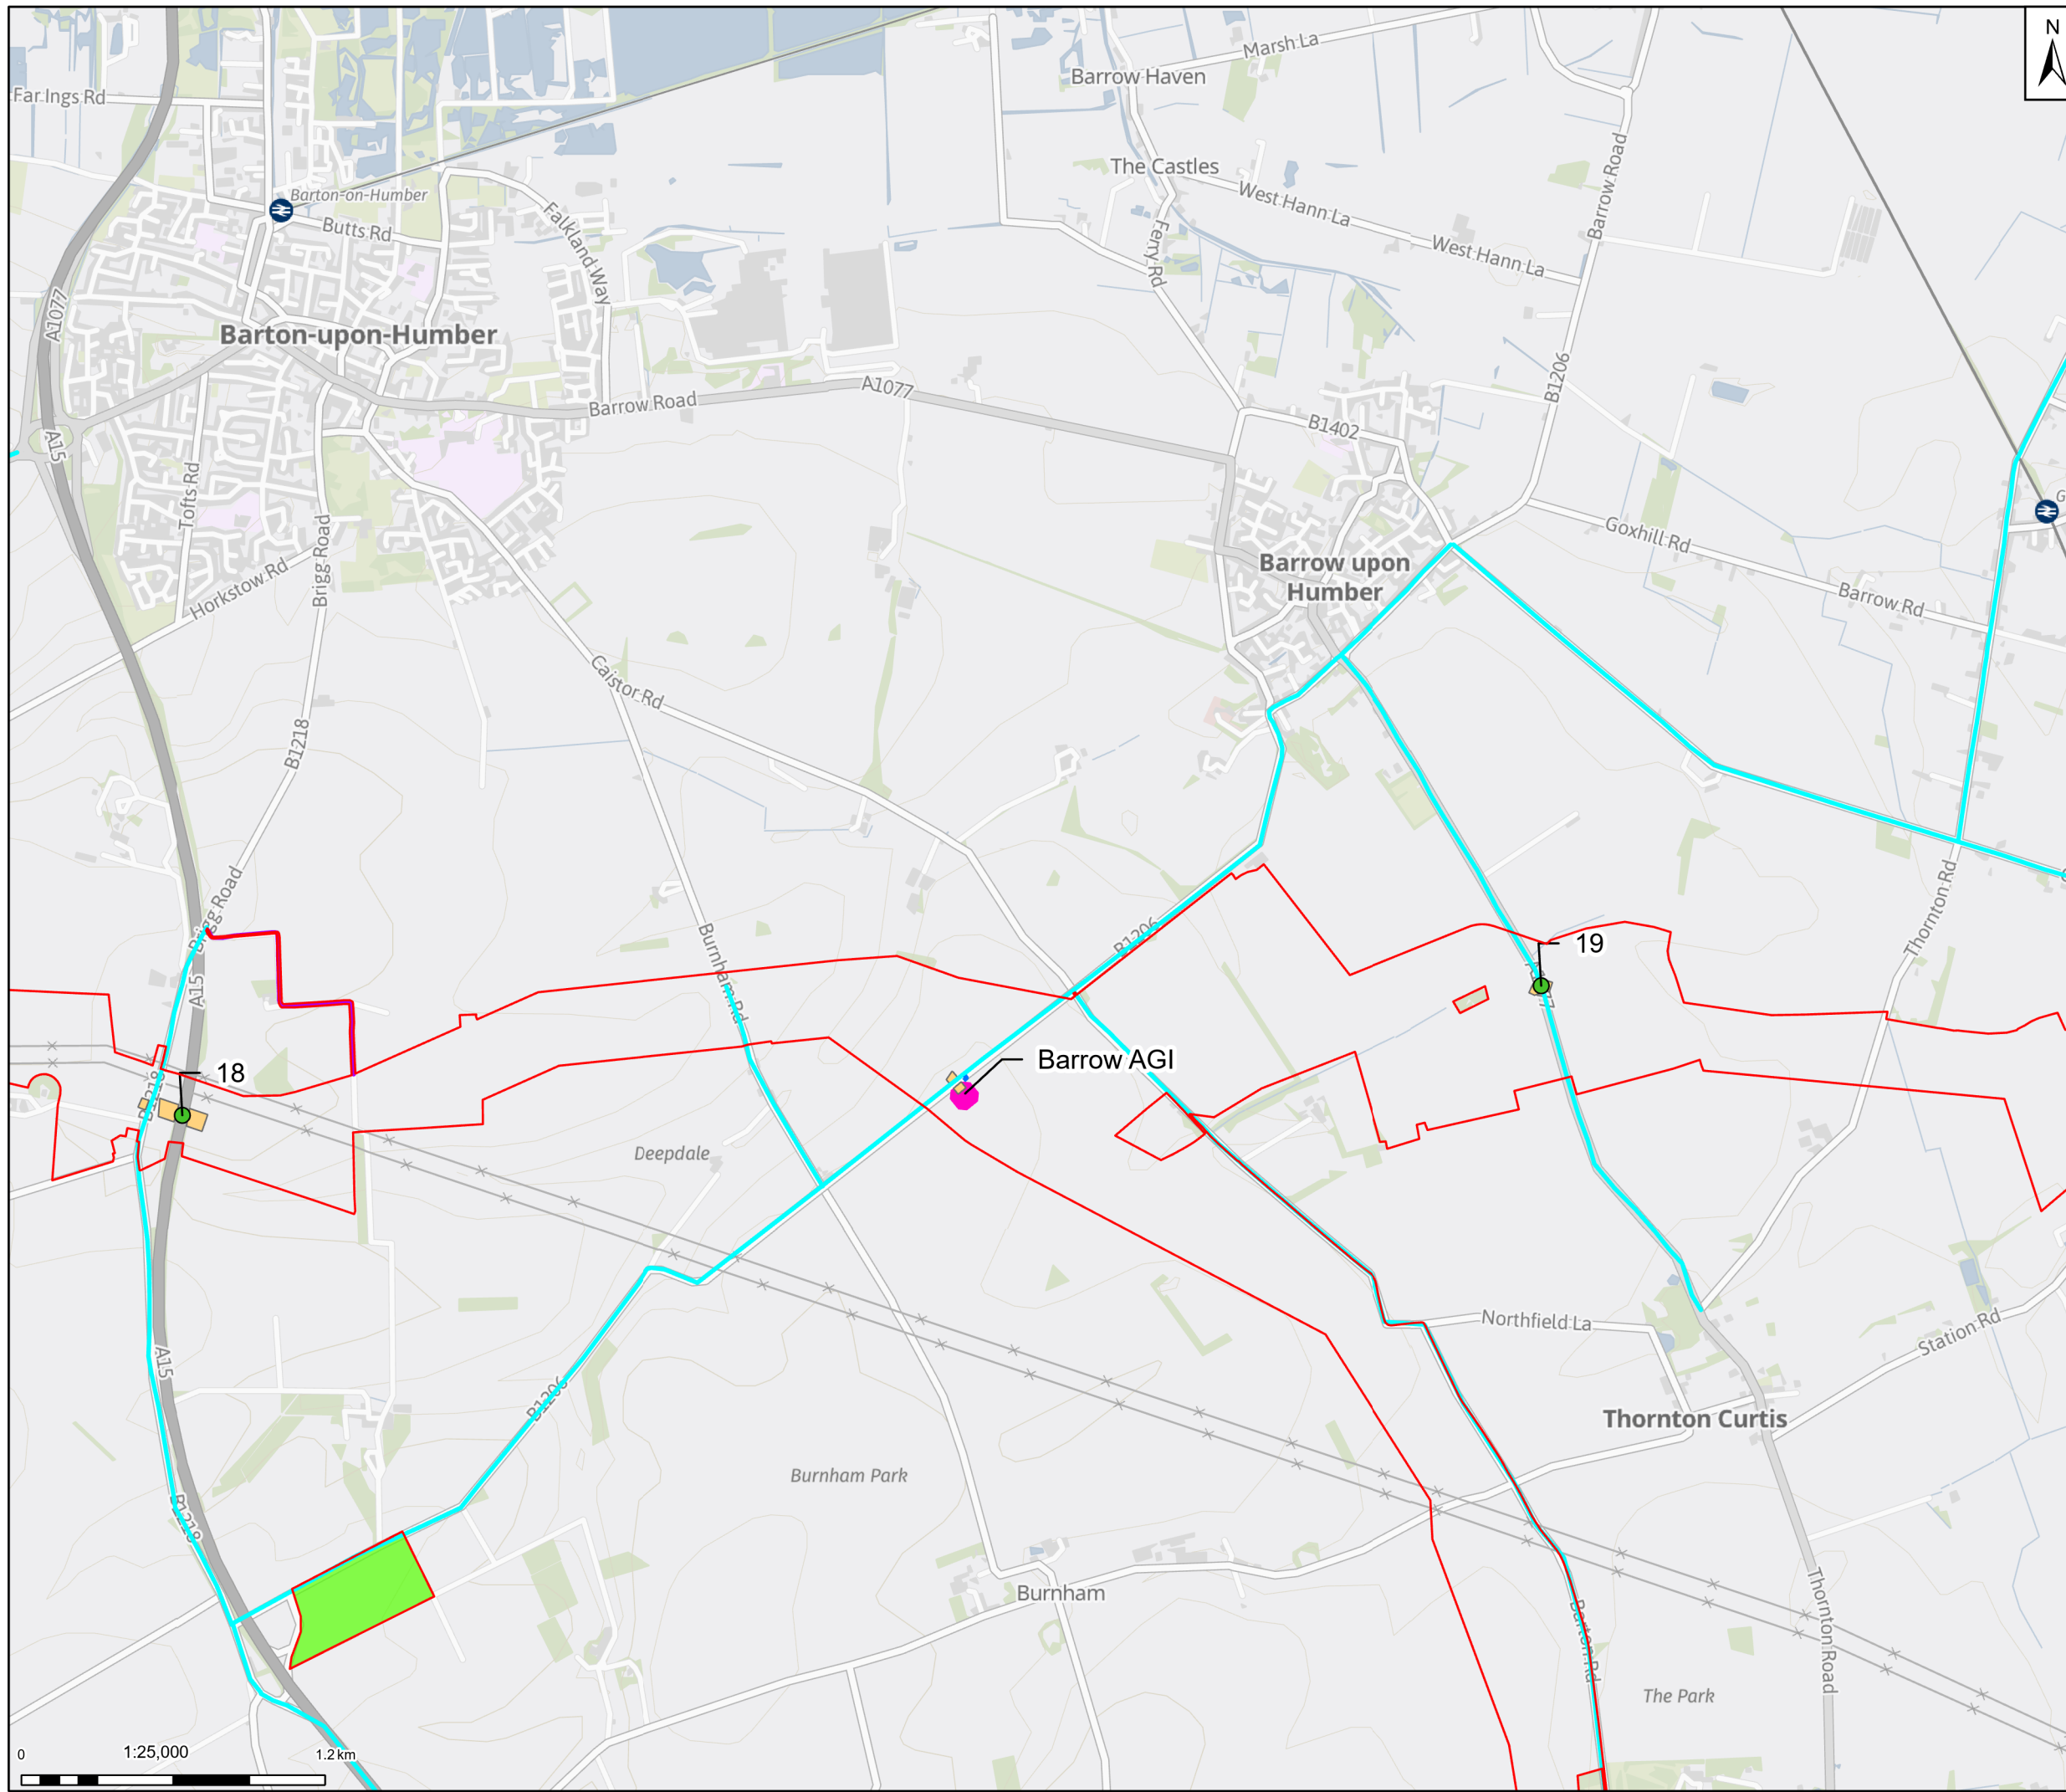 N
Marsh La
Barrow Haven
Far Ings Rd
The Castles
Barton-on-Humber
West Hann La
Barrow Road
Butts Rd
Falkland Way
Ferry Rd
West Hann La
A1077
Barton-upon-Humber
B1206
A1077
Barrow Road
B1402
A15
Tofts Rd
G
Brigg Road
Goxhill Rd
Barrow upon
Humber
Horkstow Rd
Barrow Rd
Caistor Rd
B1218
Thornton Rd
Brigg Road
B1206
Burnham Rd
19
A15
Barrow AGI
18
B1218
Deepdale
Northfield La
Station Rd
A15
B1206
Thornton Curtis
Burnham Park
B1218
Burnham
Thornton Road
Barton Rd
The Park
0
1:25,000
1.2 km